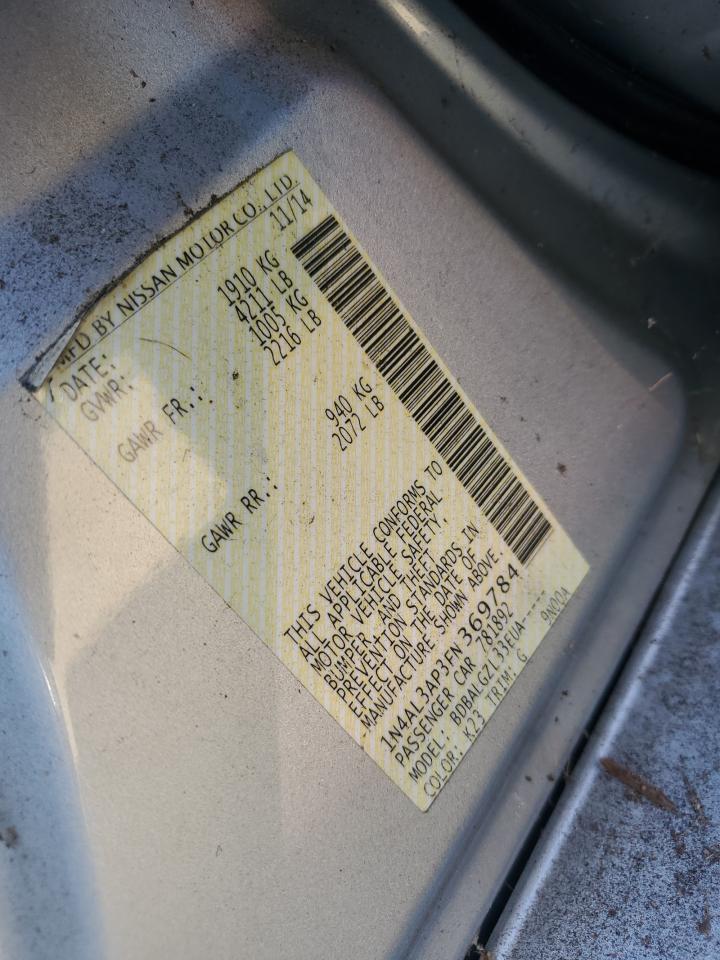 MFD BY NISSAN MOTOR CO., LTD.
DATE: 11/14
GVWR: 1910 KG
4211 LB
GAWR FR.: 1005 KG
2216 LB
GAWR RR.: 940 KG
2072 LB
THIS VEHICLE CONFORMS TO
ALL APPLICABLE FEDERAL
MOTOR VEHICLE SAFETY,
BUMPER, AND THEFT
PREVENTION STANDARDS IN
EFFECT ON THE DATE OF
MANUFACTURE SHOWN ABOVE.
1N4AL3AP3FN 369784
PASSENGER CAR 781892
MODEL: BDBALGZL33EUA----
COLOR: K23 TRIM: G 9N00A